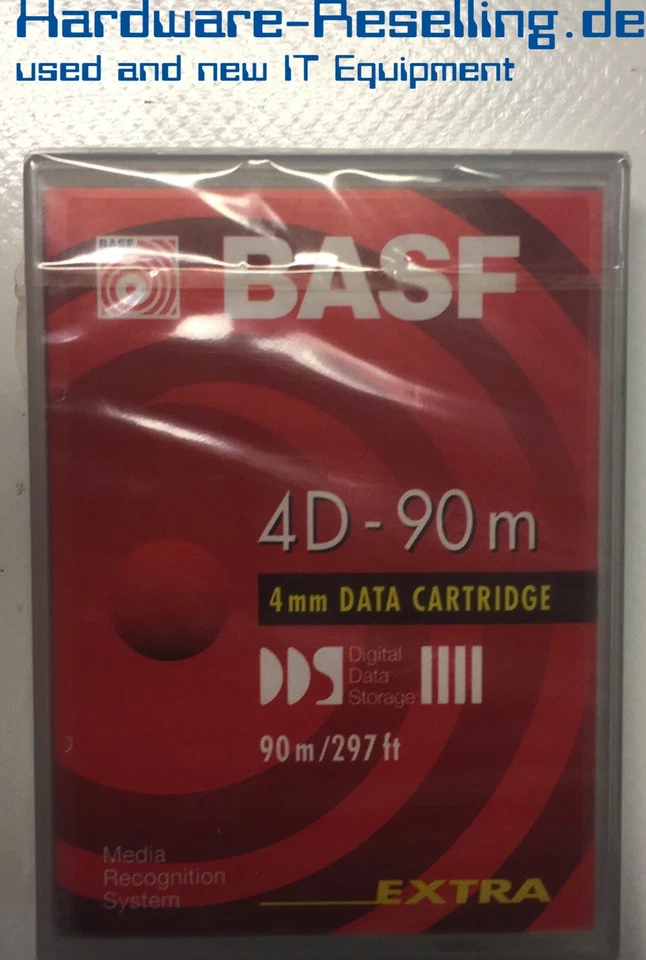 Hardware-Reselling.de
used and new IT Equipment
BASF
BASF
4D-90m
4mm DATA CARTRIDGE
DDS
Digital
Data
Storage
90m/297ft
Media
Recognition
System
EXTRA